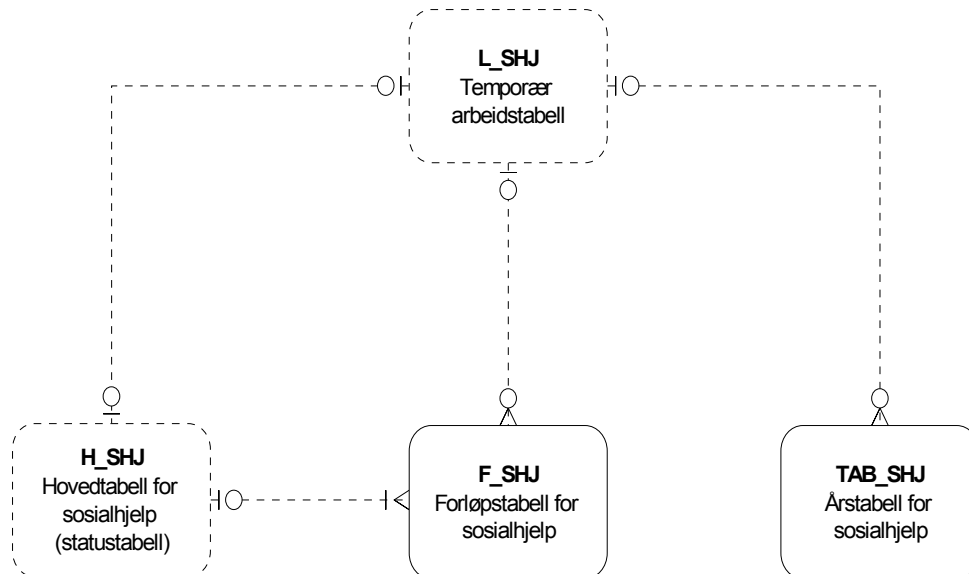 L_SHJ
Temporær
arbeidstabell
H_SHJ
Hovedtabell for
sosialhjelp
(statustabell)
F_SHJ
Forløpstabell for
sosialhjelp
TAB_SHJ
Årstabell for
sosialhjelp